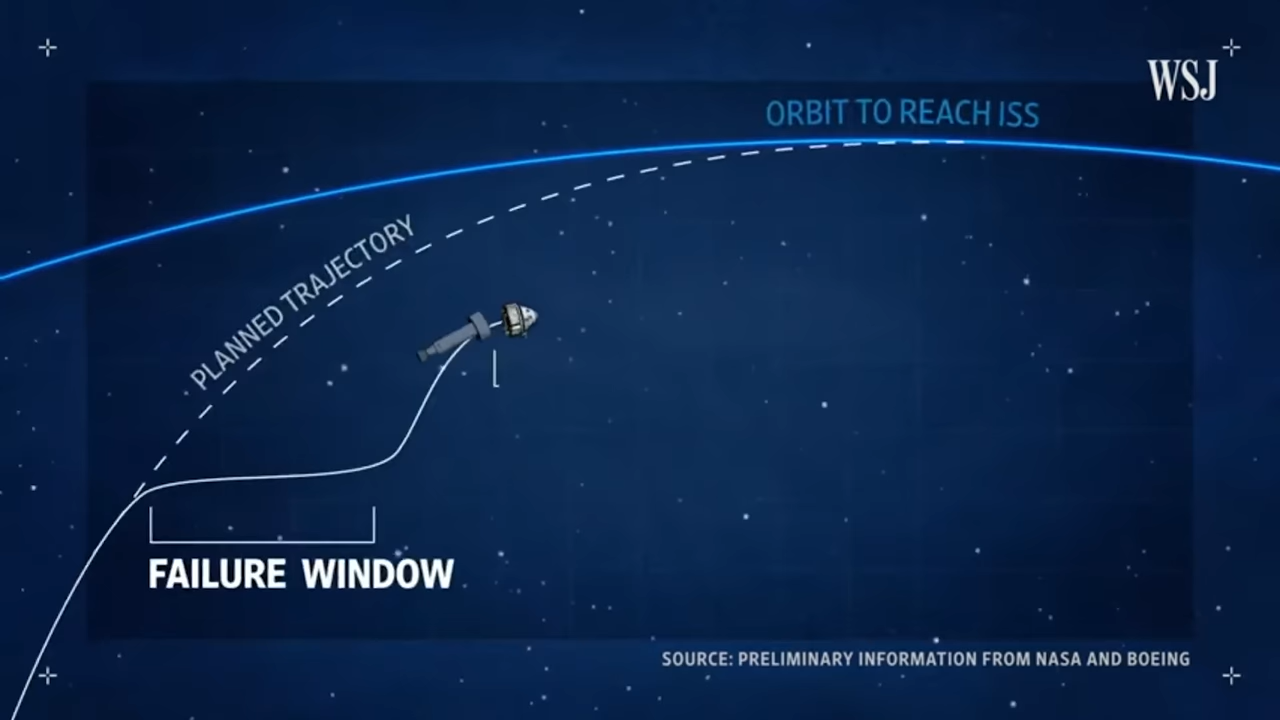 WSJ
ORBIT TO REACH ISS
PLANNED TRAJECTORY
FAILURE WINDOW
SOURCE: PRELIMINARY INFORMATION FROM NASA AND BOEING